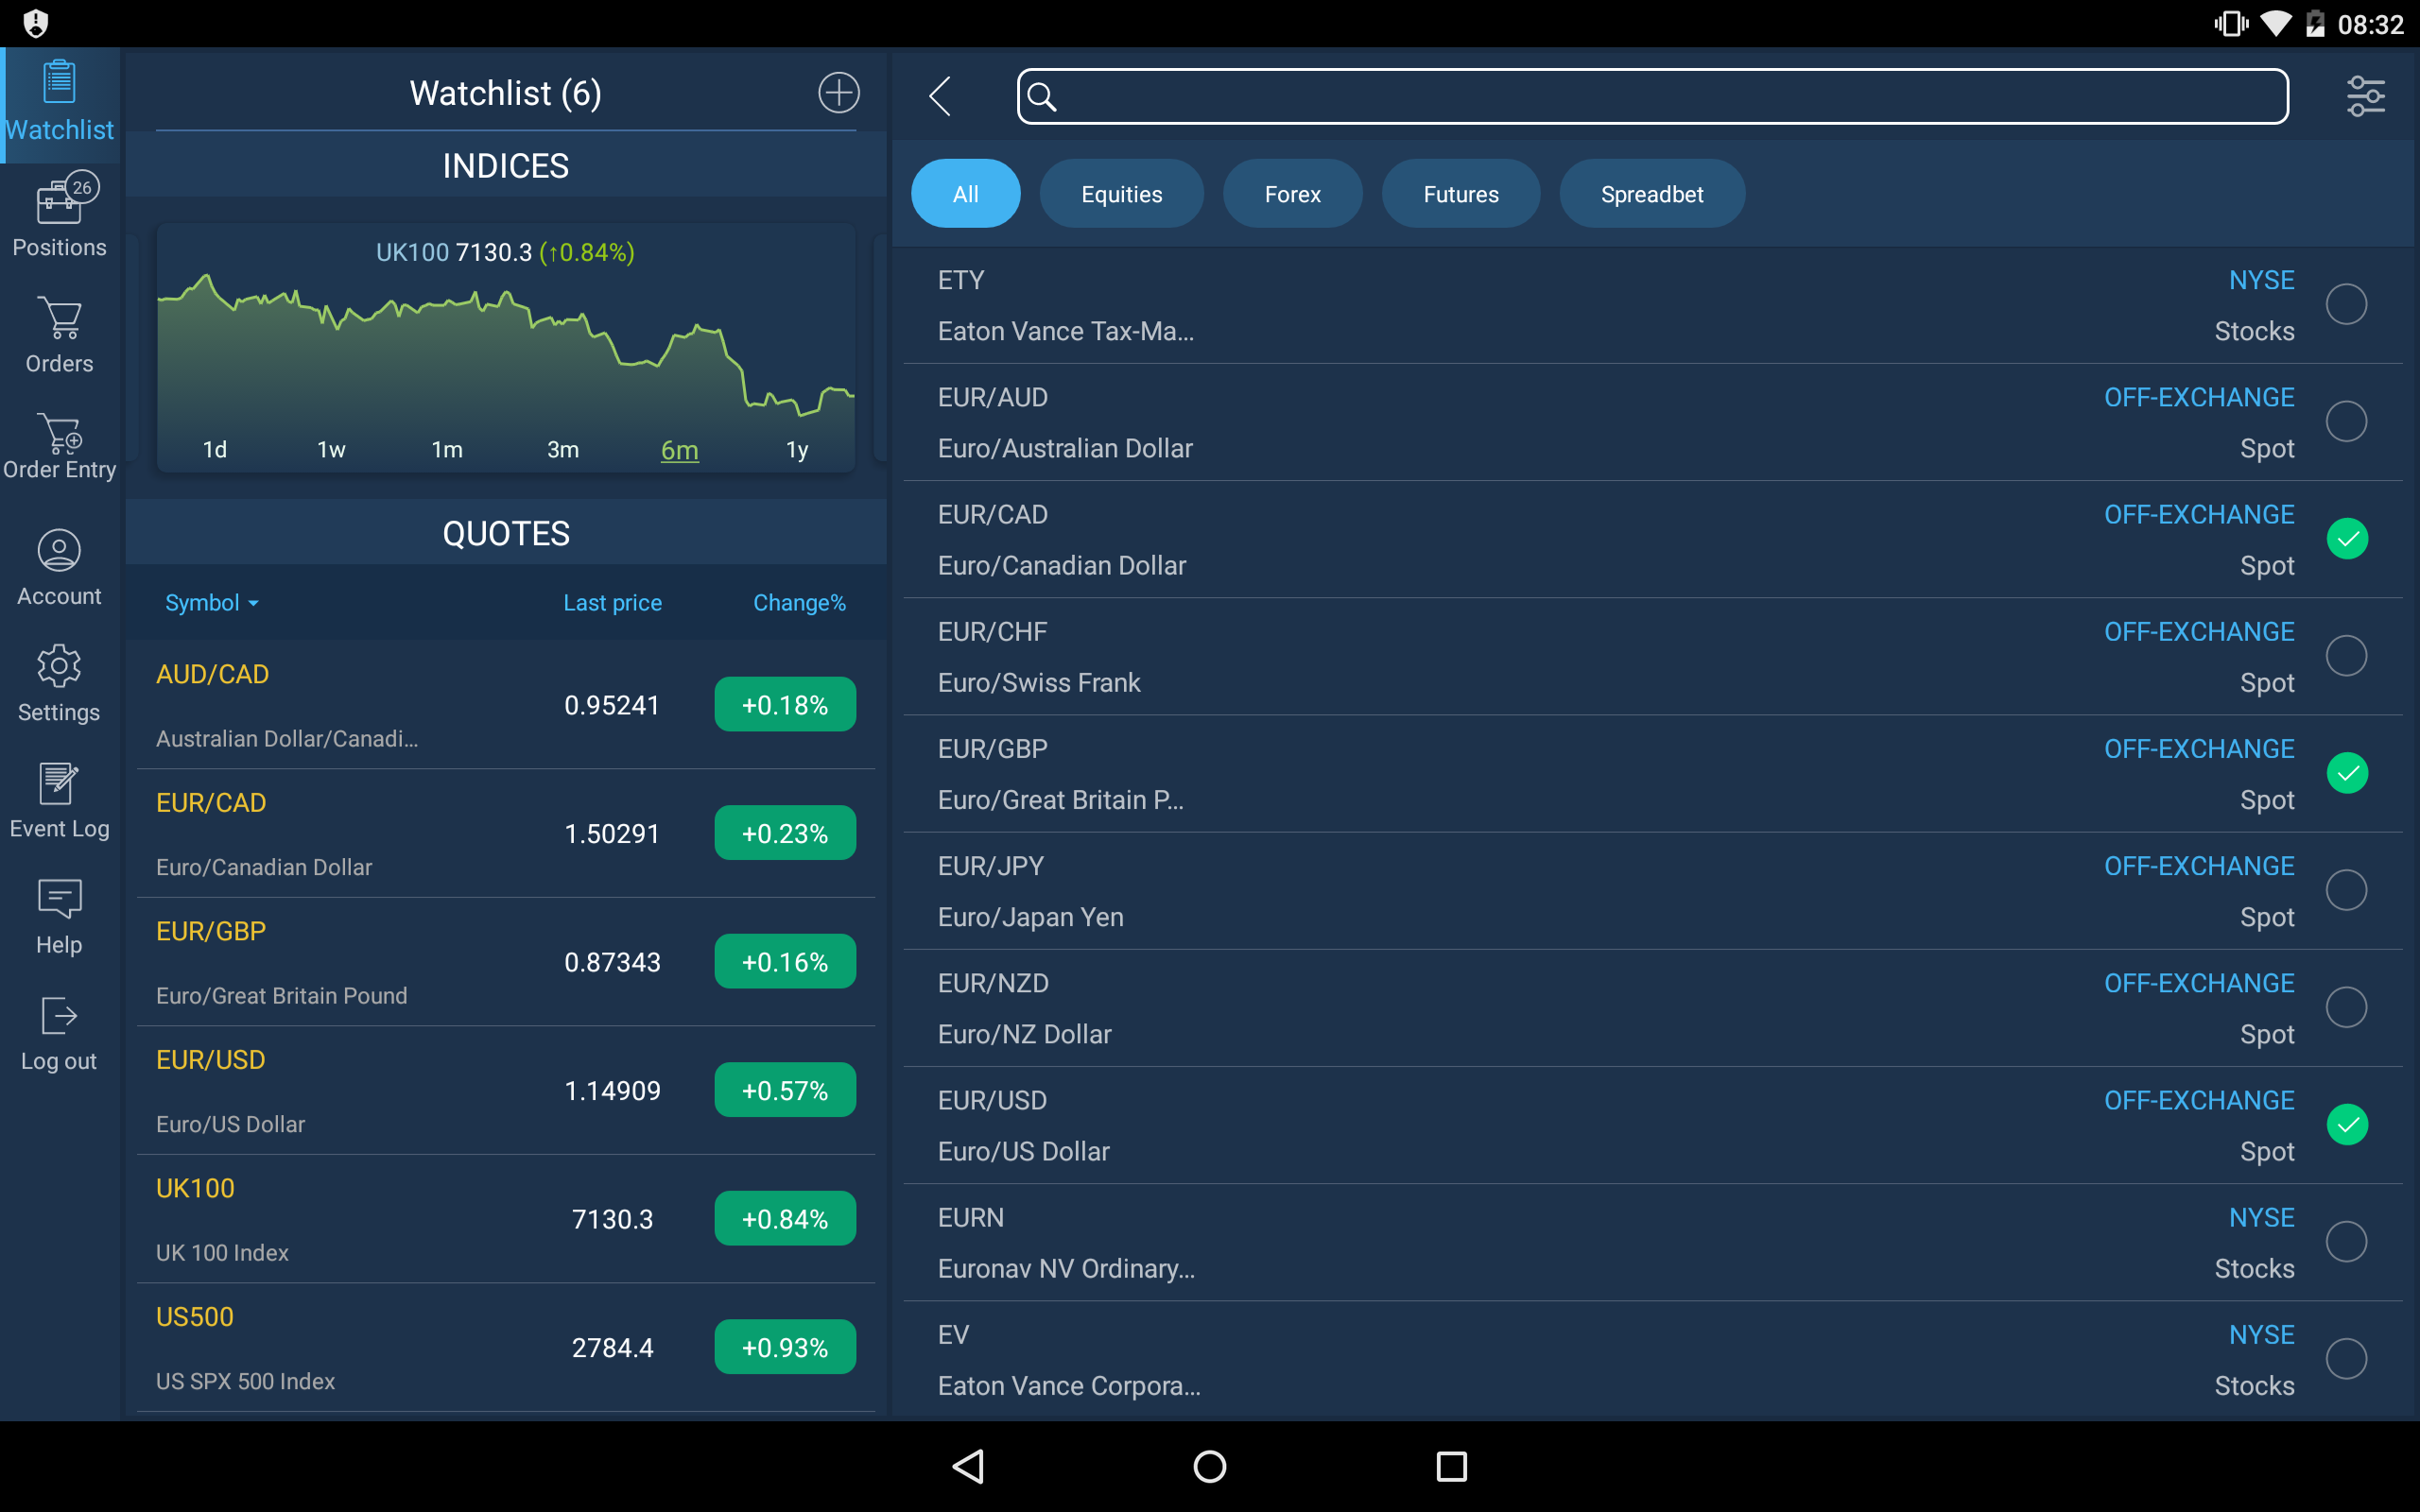 08:32
Watchlist
26
Positions
Orders
Order Entry
Account
Settings
Event Log
Help
Log out
Watchlist (6)
INDICES
UK100 7130.3 (↑0.84%)
1d 1w 1m 3m 6m 1y
QUOTES
Symbol Last price Change%
AUD/CAD
0.95241 +0.18%
Australian Dollar/Canadi...
EUR/CAD
1.50291 +0.23%
Euro/Canadian Dollar
EUR/GBP
0.87343 +0.16%
Euro/Great Britain Pound
EUR/USD
1.14909 +0.57%
Euro/US Dollar
UK100
7130.3 +0.84%
UK 100 Index
US500
2784.4 +0.93%
US SPX 500 Index
All Equities Forex Futures Spreadbet
ETY NYSE
Eaton Vance Tax-Ma... Stocks
EUR/AUD OFF-EXCHANGE
Euro/Australian Dollar Spot
EUR/CAD OFF-EXCHANGE
Euro/Canadian Dollar Spot
EUR/CHF OFF-EXCHANGE
Euro/Swiss Frank Spot
EUR/GBP OFF-EXCHANGE
Euro/Great Britain P... Spot
EUR/JPY OFF-EXCHANGE
Euro/Japan Yen Spot
EUR/NZD OFF-EXCHANGE
Euro/NZ Dollar Spot
EUR/USD OFF-EXCHANGE
Euro/US Dollar Spot
EURN NYSE
Euronav NV Ordinary... Stocks
EV NYSE
Eaton Vance Corpora... Stocks